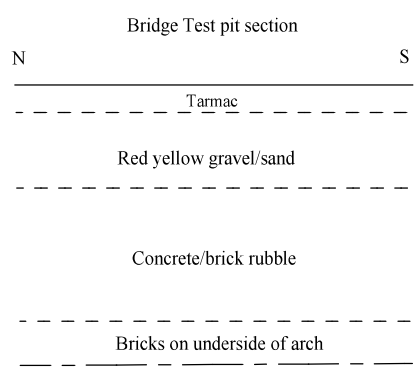 Bridge Test pit section
N S
Tarmac
Red yellow gravel/sand
Concrete/brick rubble
Bricks on underside of arch